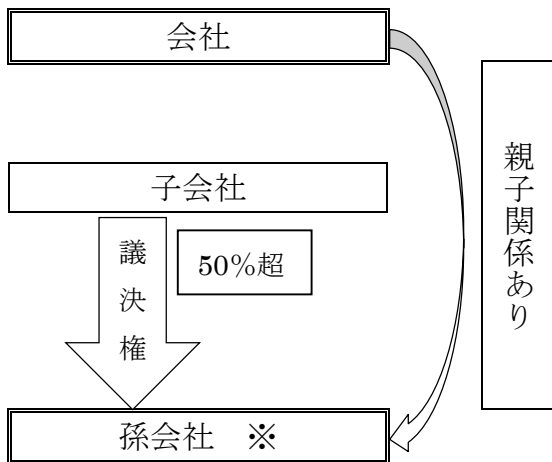 会社
子会社
議決権
50%超
親子関係あり
孫会社 ※